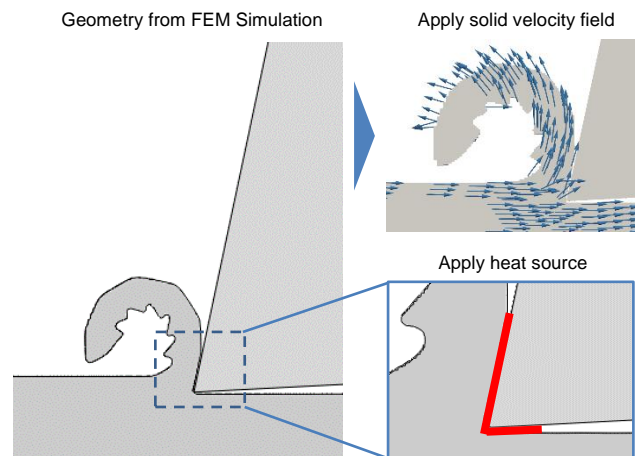 Geometry from FEM Simulation
Apply solid velocity field
Apply heat source